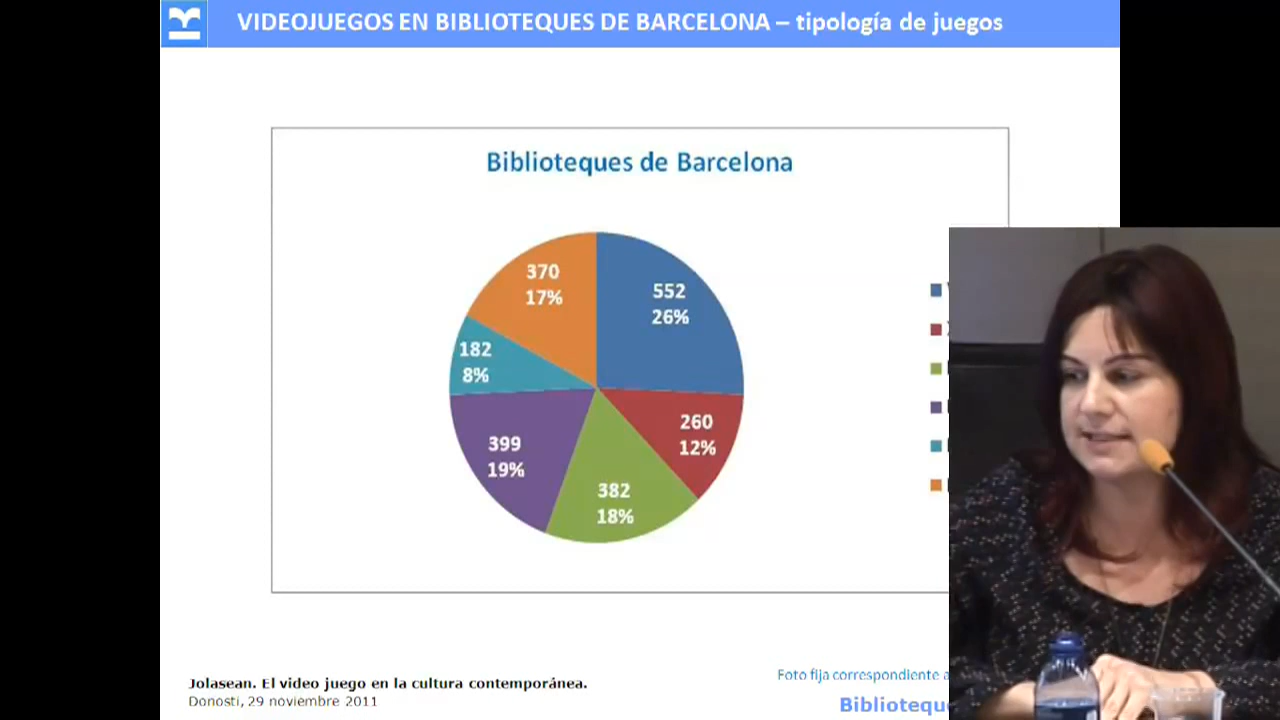 VIDEOJUEGOS EN BIBLIOTEQUES DE BARCELONA – tipología de juegos
Biblioteques de Barcelona
370
17%
552
26%
182
8%
260
12%
399
19%
382
18%
Foto fija correspondiente a
Jolasean. El video juego en la cultura contemporánea.
Donosti, 29 noviembre 2011
Biblioteque